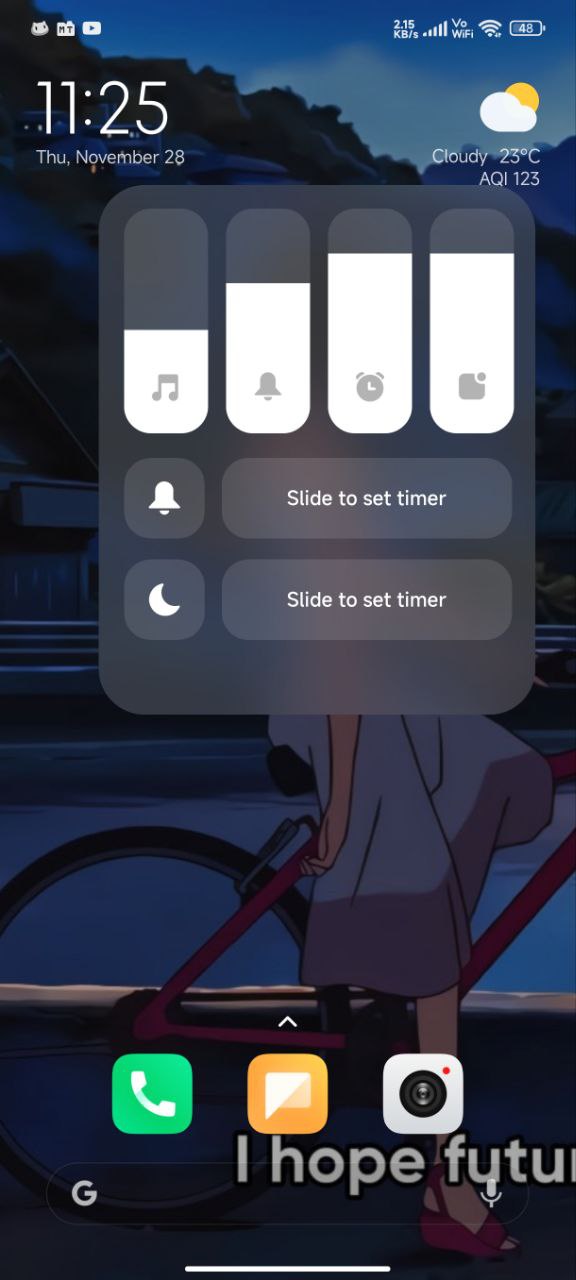 2.15
KB/s
Vo
WiFi
48
11:25
Thu, November 28
Cloudy 23°C
AQI 123
Slide to set timer
Slide to set timer
I hope futur
G